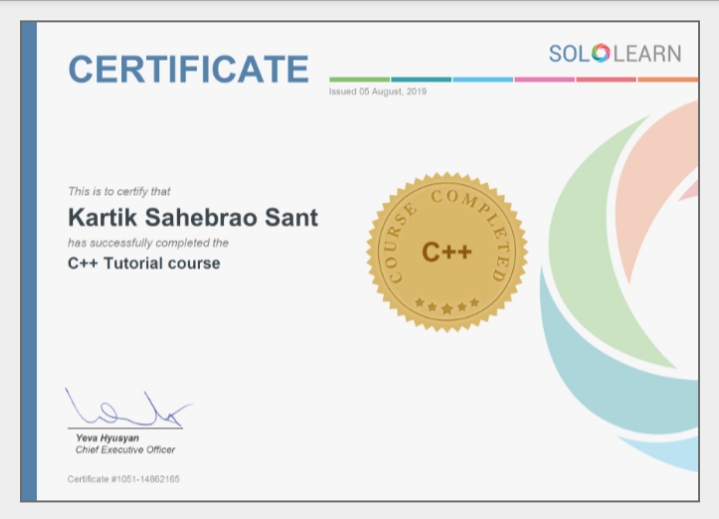 CERTIFICATE
SOLOLEARN
Issued 05 August, 2019
This is to certify that
Kartik Sahebrao Sant
has successfully completed the
C++ Tutorial course
COURSE COMPLETED
C++
Yeva Hyusyan
Chief Executive Officer
Certificate #1051-14862165